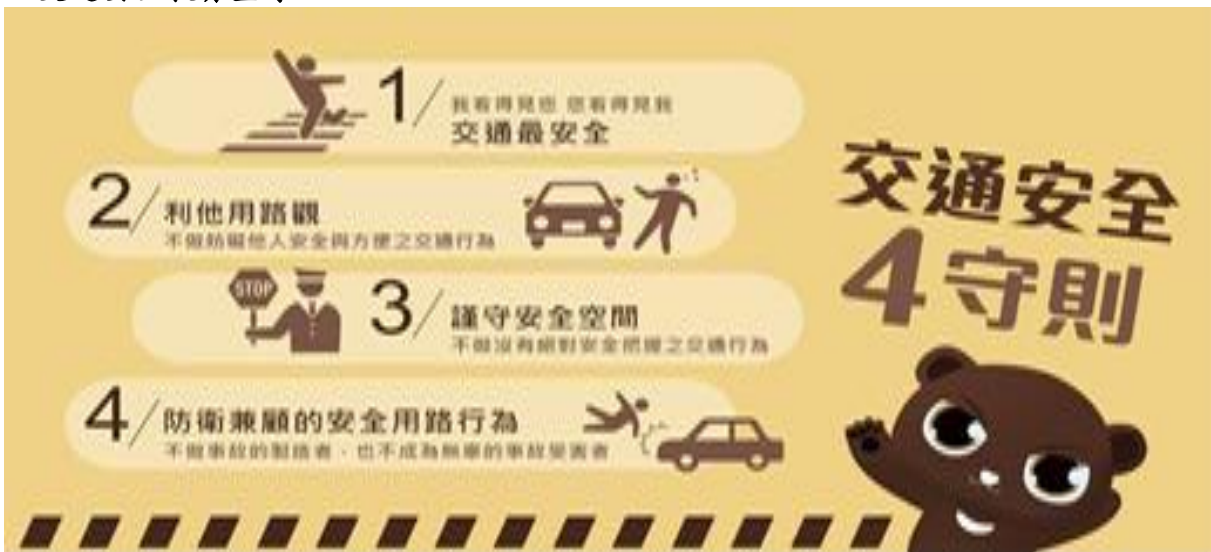 1/
我看得見您 您看得見我
交通最安全
2/
利他用路觀
不做妨礙他人安全與方便之交通行為
STOP
3/
謹守安全空間
不做沒有絕對安全把握之交通行為
4/
防衛兼顧的安全用路行為
不做事故的製造者，也不成為無辜的事故受害者
交通安全
4守則